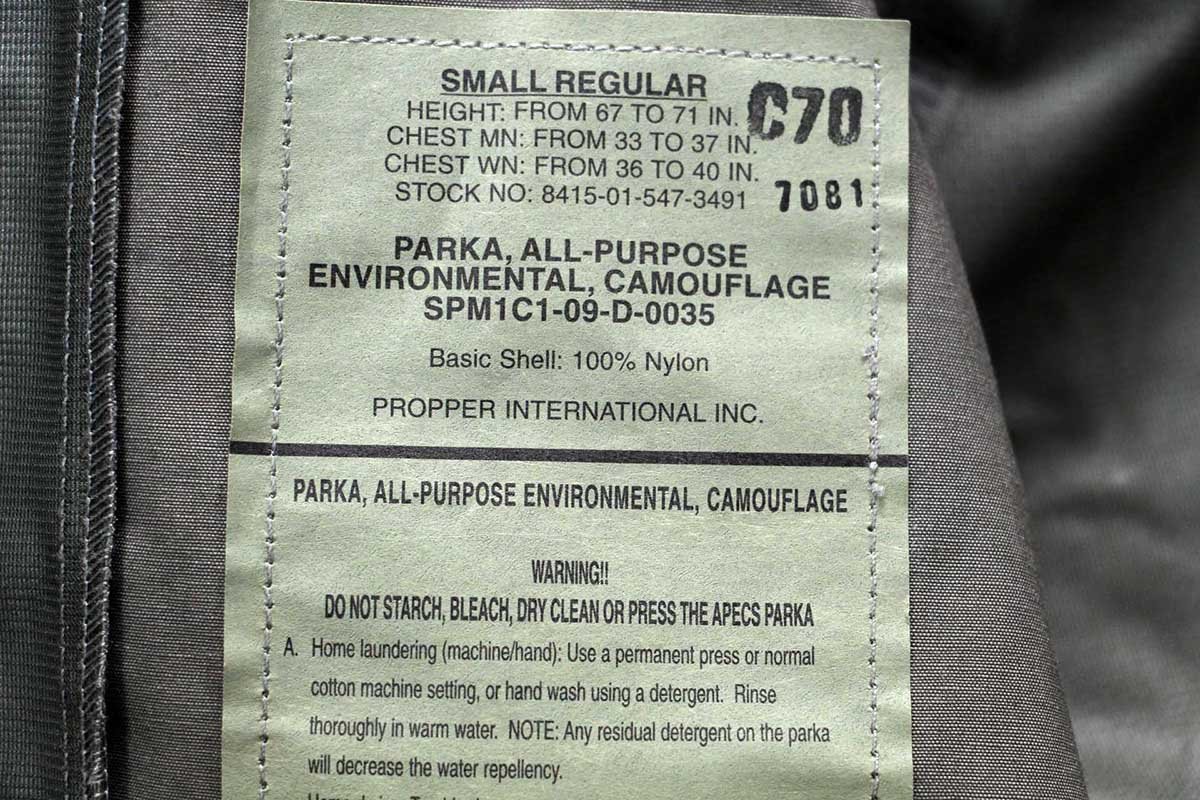 SMALL REGULAR
HEIGHT: FROM 67 TO 71 IN.
CHEST MN: FROM 33 TO 37 IN.
CHEST WN: FROM 36 TO 40 IN.
STOCK NO: 8415-01-547-3491
C70
7081
PARKA, ALL-PURPOSE
ENVIRONMENTAL, CAMOUFLAGE
SPM1C1-09-D-0035
Basic Shell: 100% Nylon
PROPPER INTERNATIONAL INC.
PARKA, ALL-PURPOSE ENVIRONMENTAL, CAMOUFLAGE
WARNING!!
DO NOT STARCH, BLEACH, DRY CLEAN OR PRESS THE APECS PARKA
A. Home laundering (machine/hand): Use a permanent press or normal
cotton machine setting, or hand wash using a detergent. Rinse
thoroughly in warm water. NOTE: Any residual detergent on the parka
will decrease the water repellency.